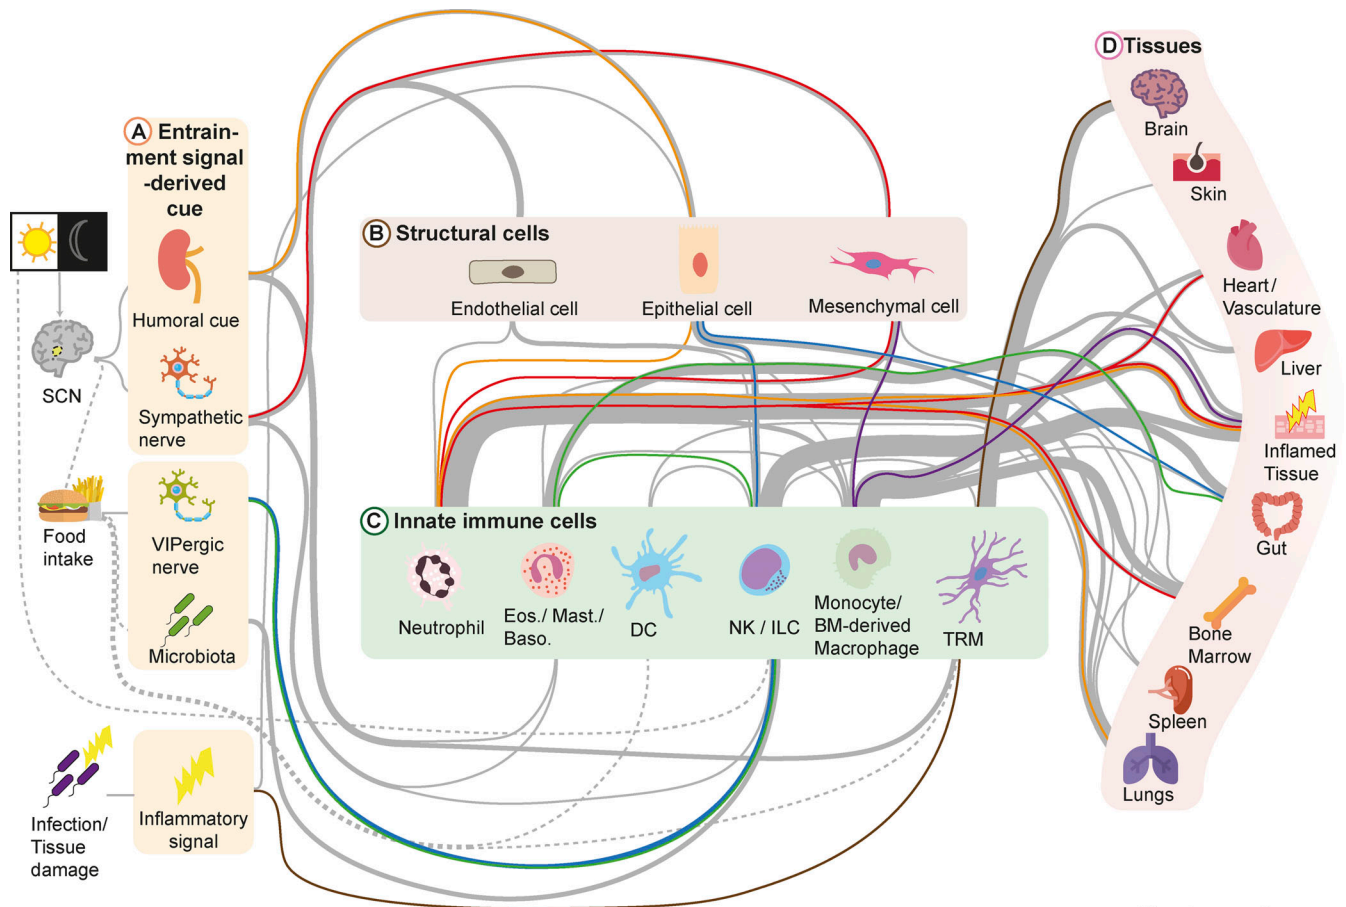 A Entrain-
ment signal
-derived
cue
Humoral cue
Sympathetic
nerve
SCN
Food
intake
VIPergic
nerve
Microbiota
Infection/
Tissue
damage
Inflammatory
signal
B Structural cells
Endothelial cell
Epithelial cell
Mesenchymal cell
C Innate immune cells
Neutrophil
Eos./ Mast./
Baso.
DC
NK / ILC
Monocyte/
BM-derived
Macrophage
TRM
D Tissues
Brain
Skin
Heart/
Vasculature
Liver
Inflamed
Tissue
Gut
Bone
Marrow
Spleen
Lungs